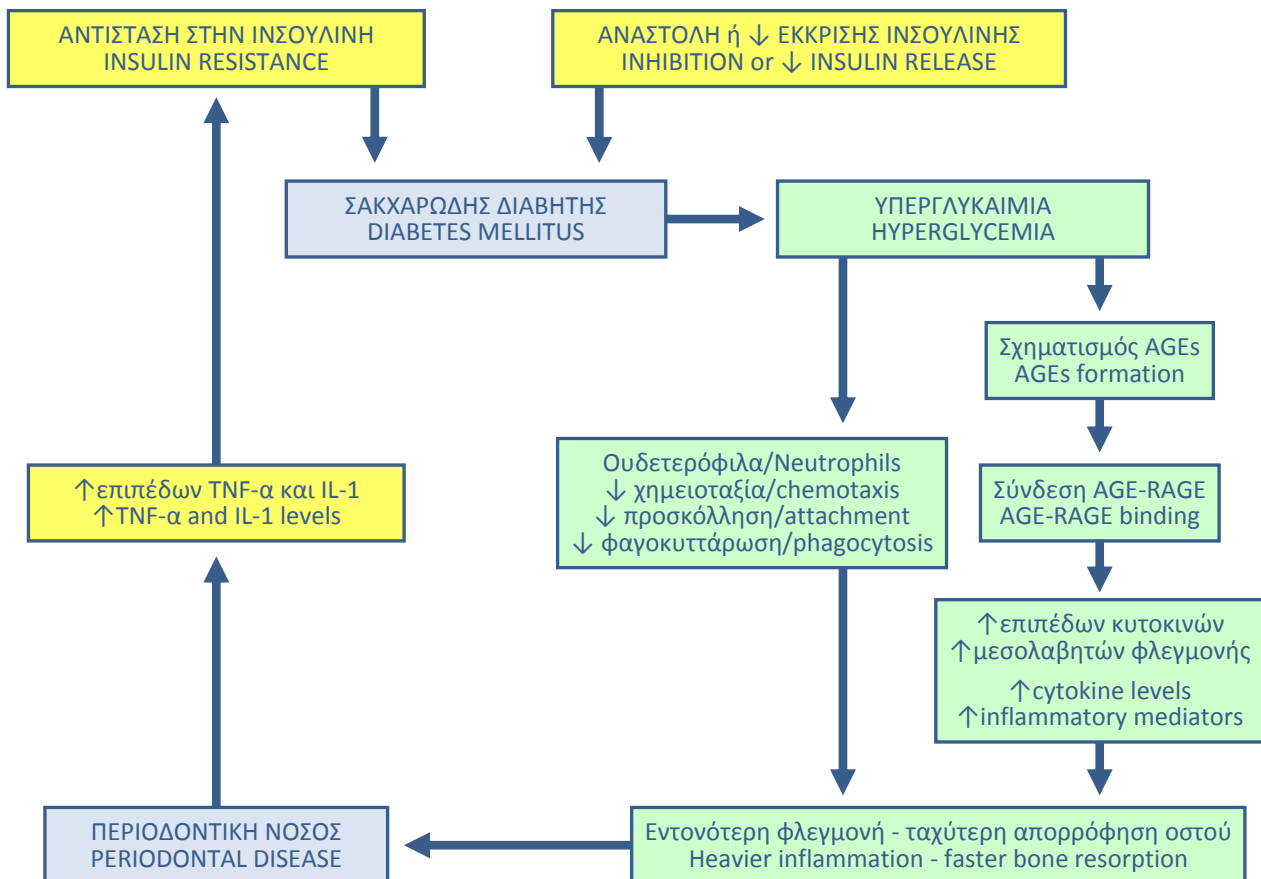 ΑΝΤΙΣΤΑΣΗ ΣΤΗΝ ΙΝΣΟΥΛΙΝΗ
INSULIN RESISTANCE
ΑΝΑΣΤΟΛΗ ή ↓ ΕΚΚΡΙΣΗΣ ΙΝΣΟΥΛΙΝΗΣ
INHIBITION or ↓ INSULIN RELEASE
ΣΑΚΧΑΡΩΔΗΣ ΔΙΑΒΗΤΗΣ
DIABETES MELLITUS
ΥΠΕΡΓΛΥΚΑΙΜΙΑ
HYPERGLYCEMIA
Σχηματισμός AGEs
AGEs formation
↑επιπέδων TNF-α και IL-1
↑TNF-α and IL-1 levels
Ουδετερόφιλα/Neutrophils
↓ χημειοταξία/chemotaxis
↓ προσκόλληση/attachment
↓ φαγοκυττάρωση/phagocytosis
Σύνδεση AGE-RAGE
AGE-RAGE binding
↑επιπέδων κυτοκινών
↑μεσολαβητών φλεγμονής
↑cytokine levels
↑inflammatory mediators
ΠΕΡΙΟΔΟΝΤΙΚΗ ΝΟΣΟΣ
PERIODONTAL DISEASE
Εντονότερη φλεγμονή - ταχύτερη απορρόφηση οστού
Heavier inflammation - faster bone resorption